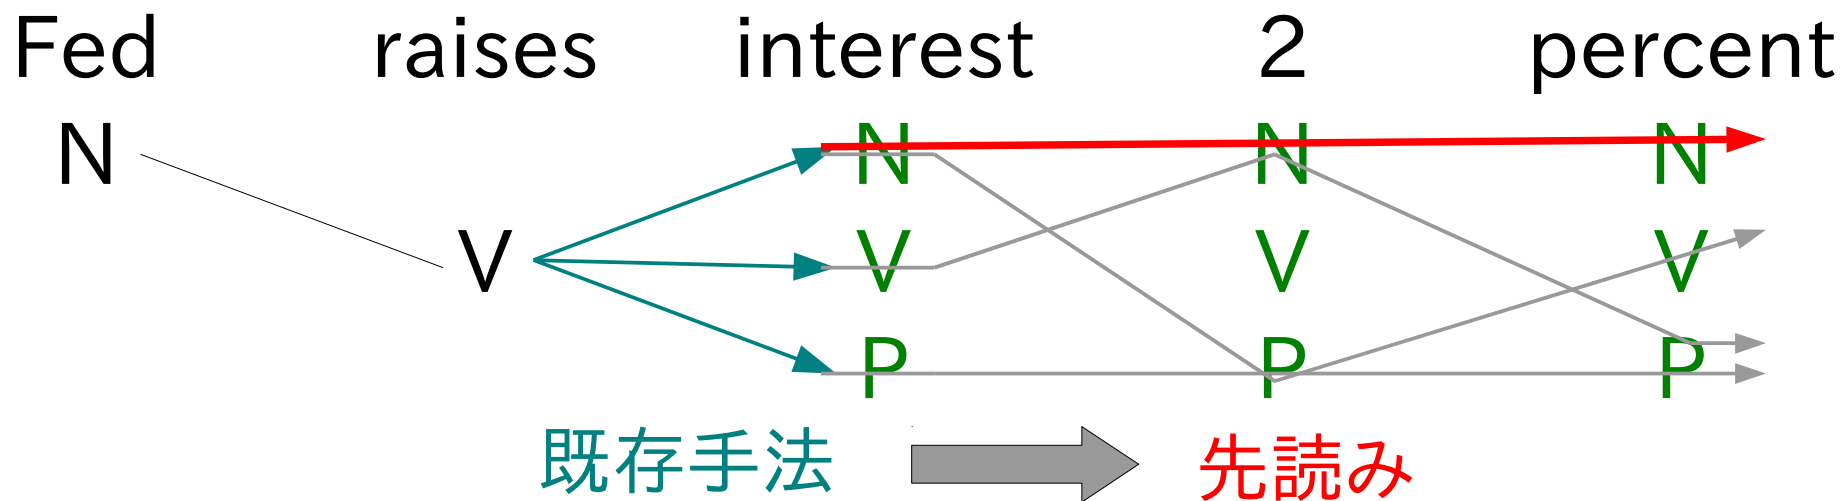 Fed raises interest 2 percent
N N N N
V V V V
P P P
既存手法 先読み